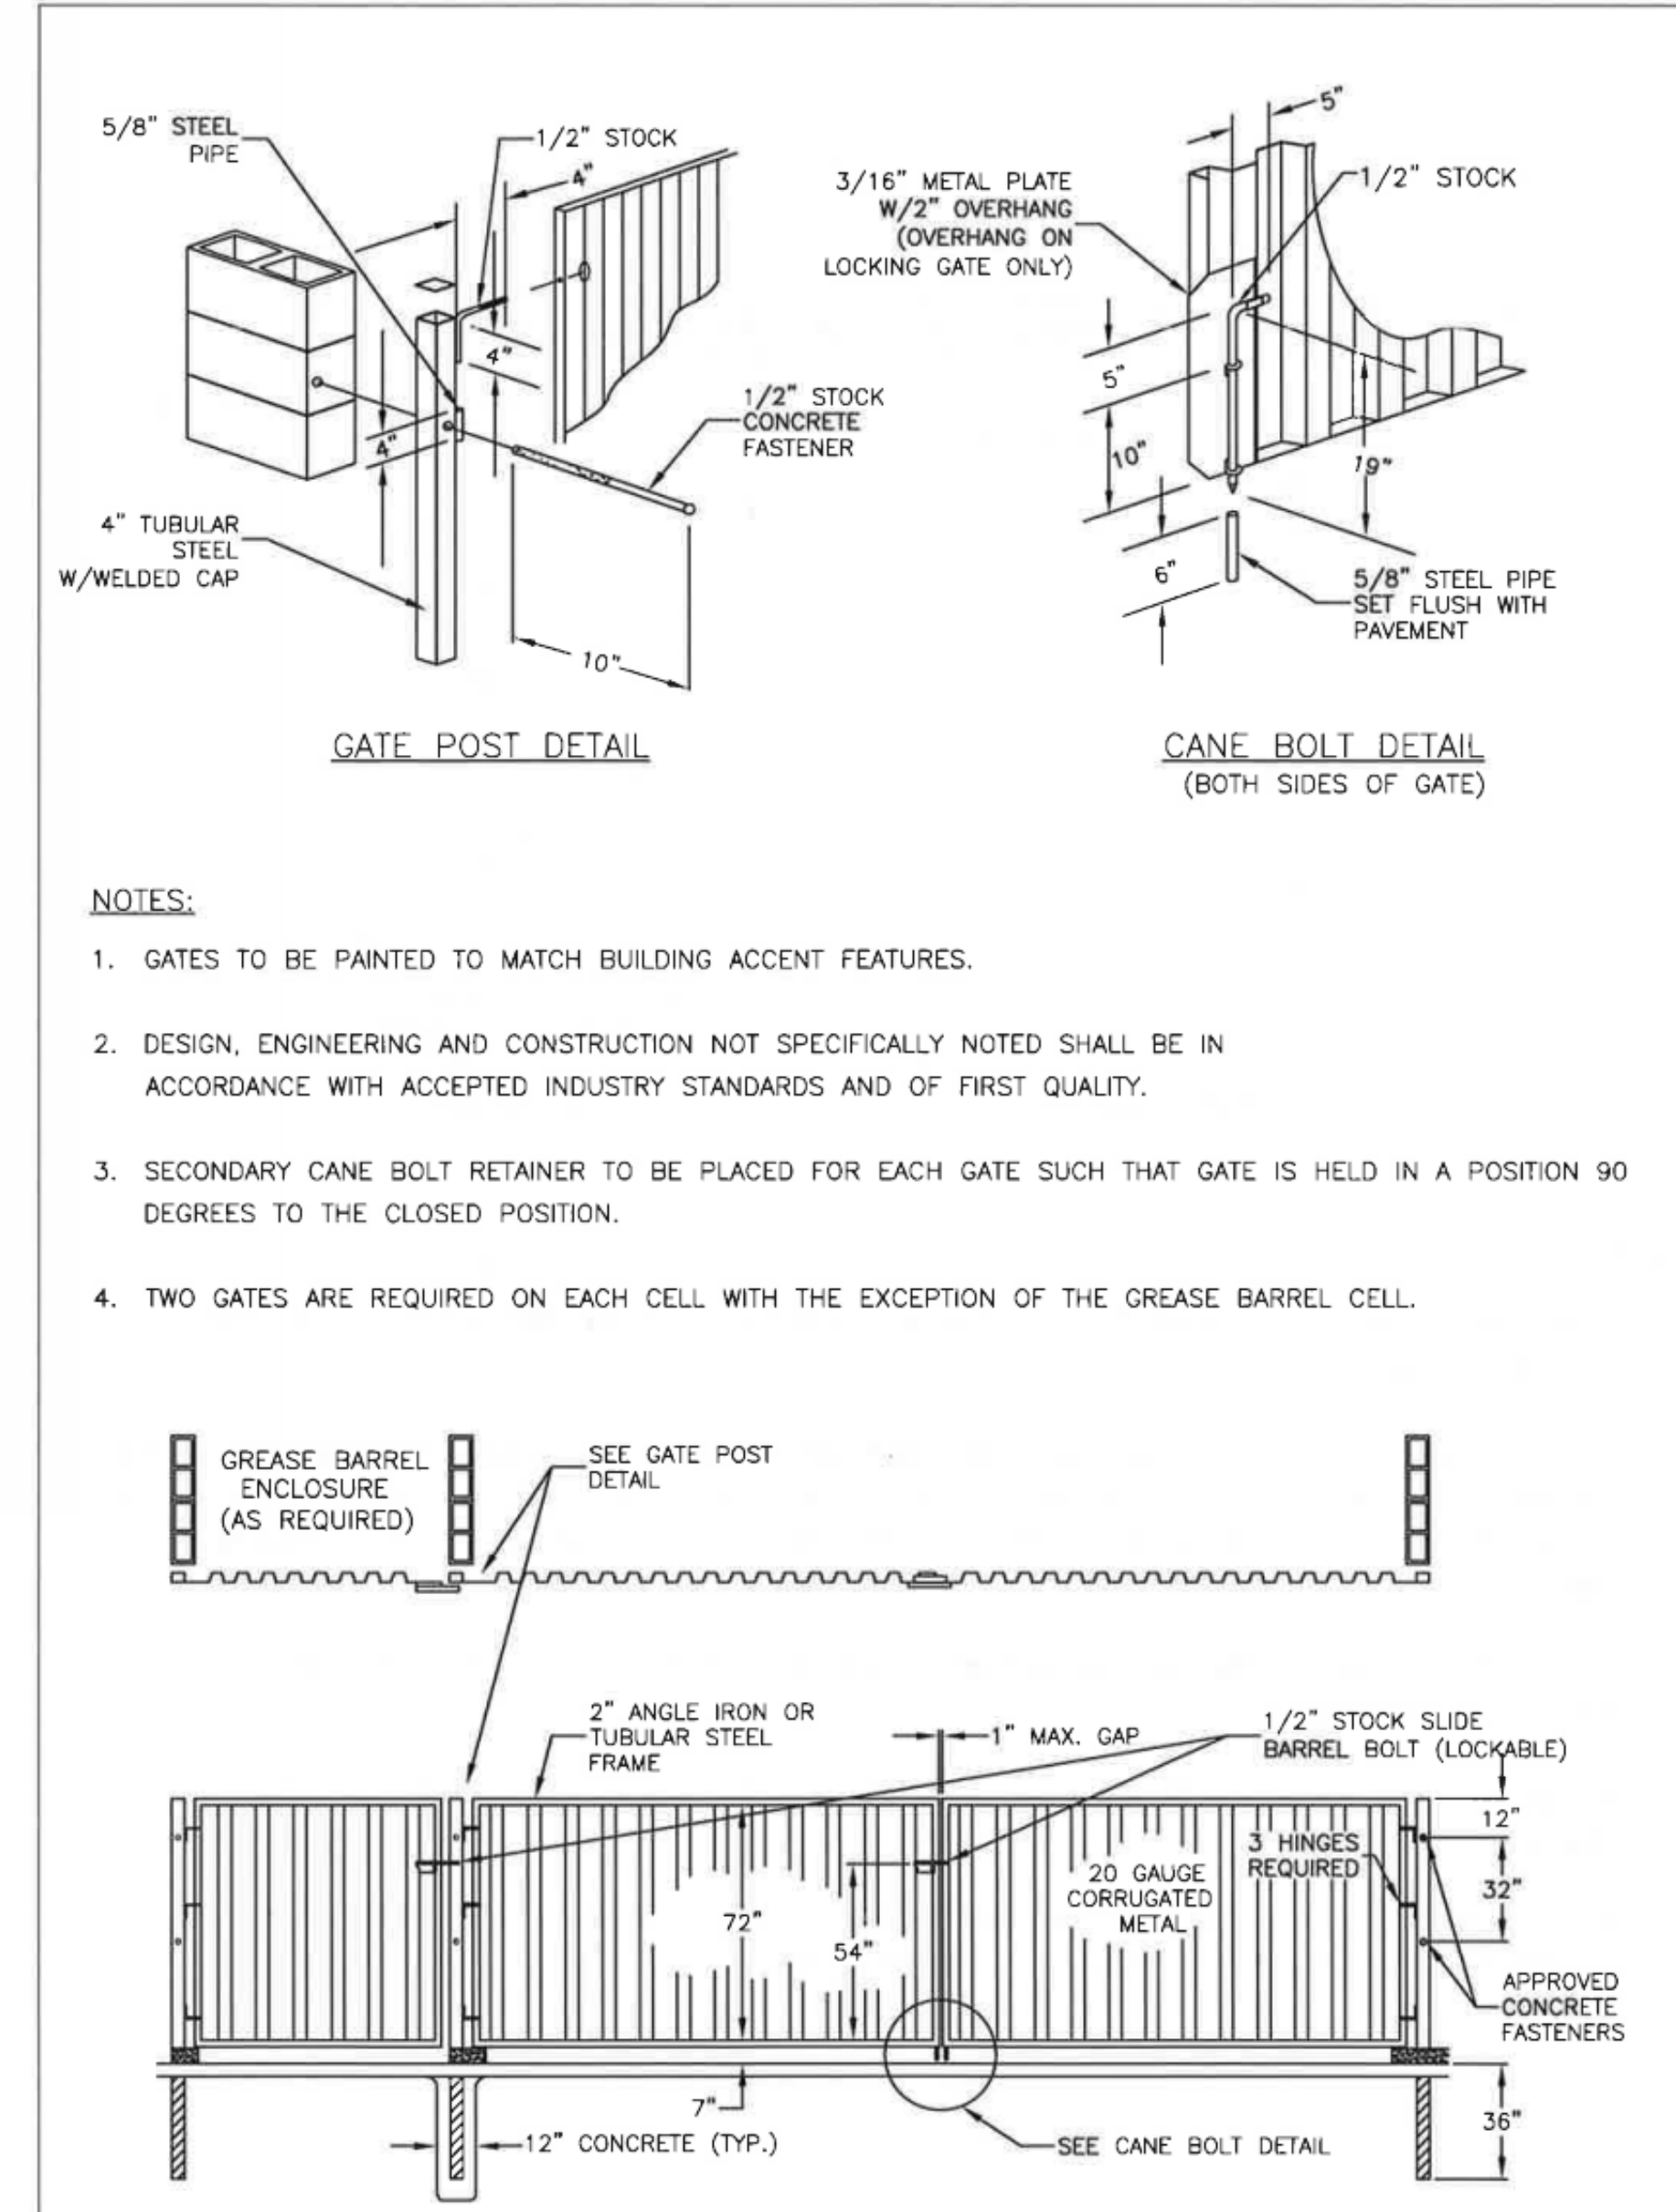 5/8" STEEL
PIPE
1/2" STOCK
4"
4"
4"
1/2" STOCK
CONCRETE
FASTENER
4" TUBULAR
STEEL
W/WELDED CAP
10"
GATE POST DETAIL
5"
3/16" METAL PLATE
W/2" OVERHANG
(OVERHANG ON
LOCKING GATE ONLY)
1/2" STOCK
5"
10"
19"
6"
5/8" STEEL PIPE
SET FLUSH WITH
PAVEMENT
CANE BOLT DETAIL
(BOTH SIDES OF GATE)
NOTES:
1. GATES TO BE PAINTED TO MATCH BUILDING ACCENT FEATURES.
2. DESIGN, ENGINEERING AND CONSTRUCTION NOT SPECIFICALLY NOTED SHALL BE IN
ACCORDANCE WITH ACCEPTED INDUSTRY STANDARDS AND OF FIRST QUALITY.
3. SECONDARY CANE BOLT RETAINER TO BE PLACED FOR EACH GATE SUCH THAT GATE IS HELD IN A POSITION 90
DEGREES TO THE CLOSED POSITION.
4. TWO GATES ARE REQUIRED ON EACH CELL WITH THE EXCEPTION OF THE GREASE BARREL CELL.
GREASE BARREL
ENCLOSURE
(AS REQUIRED)
SEE GATE POST
DETAIL
2" ANGLE IRON OR
TUBULAR STEEL
FRAME
1" MAX. GAP
1/2" STOCK SLIDE
BARREL BOLT (LOCKABLE)
12"
3 HINGES
REQUIRED
20 GAUGE
CORRUGATED
METAL
32"
72"
54"
APPROVED
CONCRETE
FASTENERS
7"
36"
12" CONCRETE (TYP.)
SEE CANE BOLT DETAIL